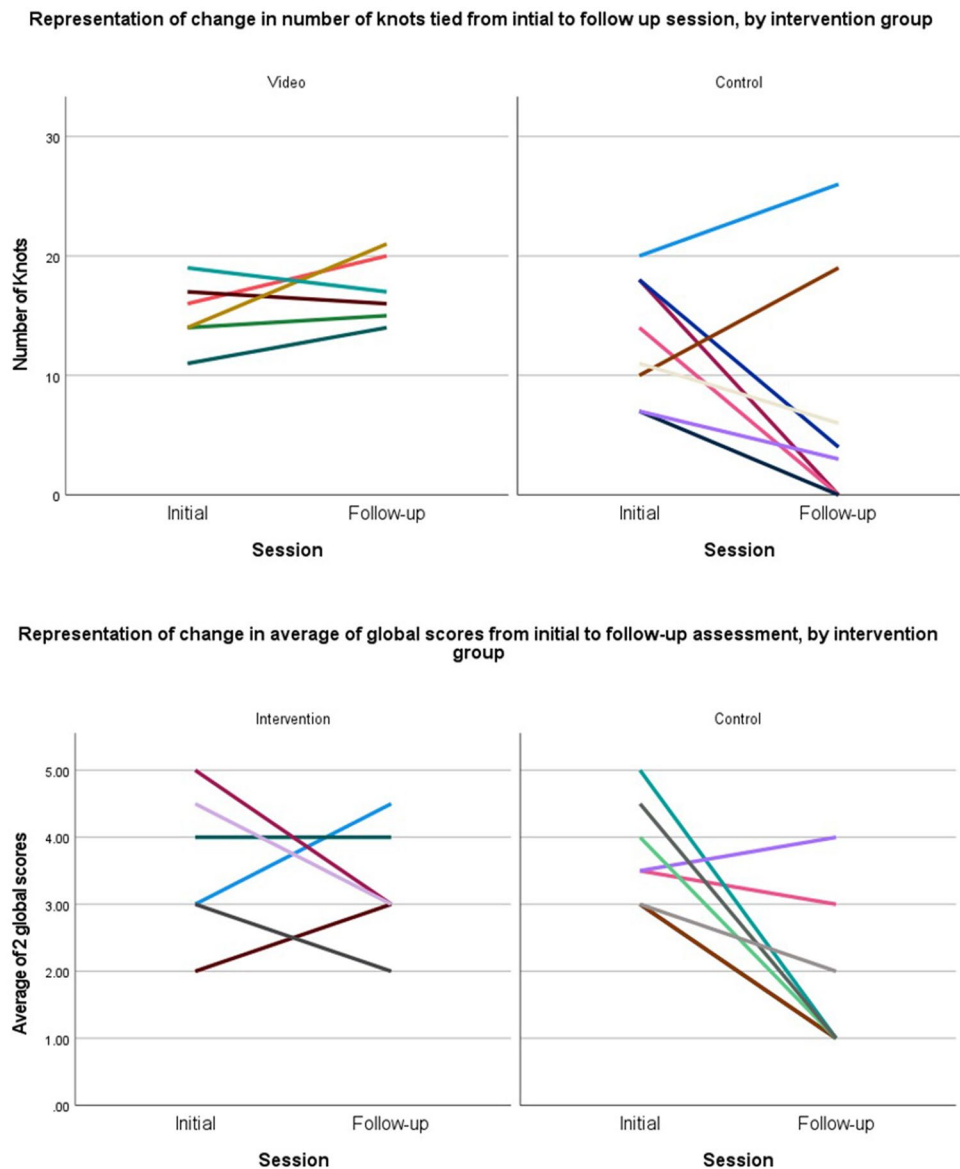 Representation of change in number of knots tied from intial to follow up session, by intervention group
Video
Control
Number of Knots
30
20
10
0
Initial
Follow-up
Initial
Follow-up
Session
Session
Representation of change in average of global scores from initial to follow-up assessment, by intervention
group
Intervention
Control
Average of 2 global scores
5.00
4.00
3.00
2.00
1.00
.00
Initial
Follow-up
Initial
Follow-up
Session
Session